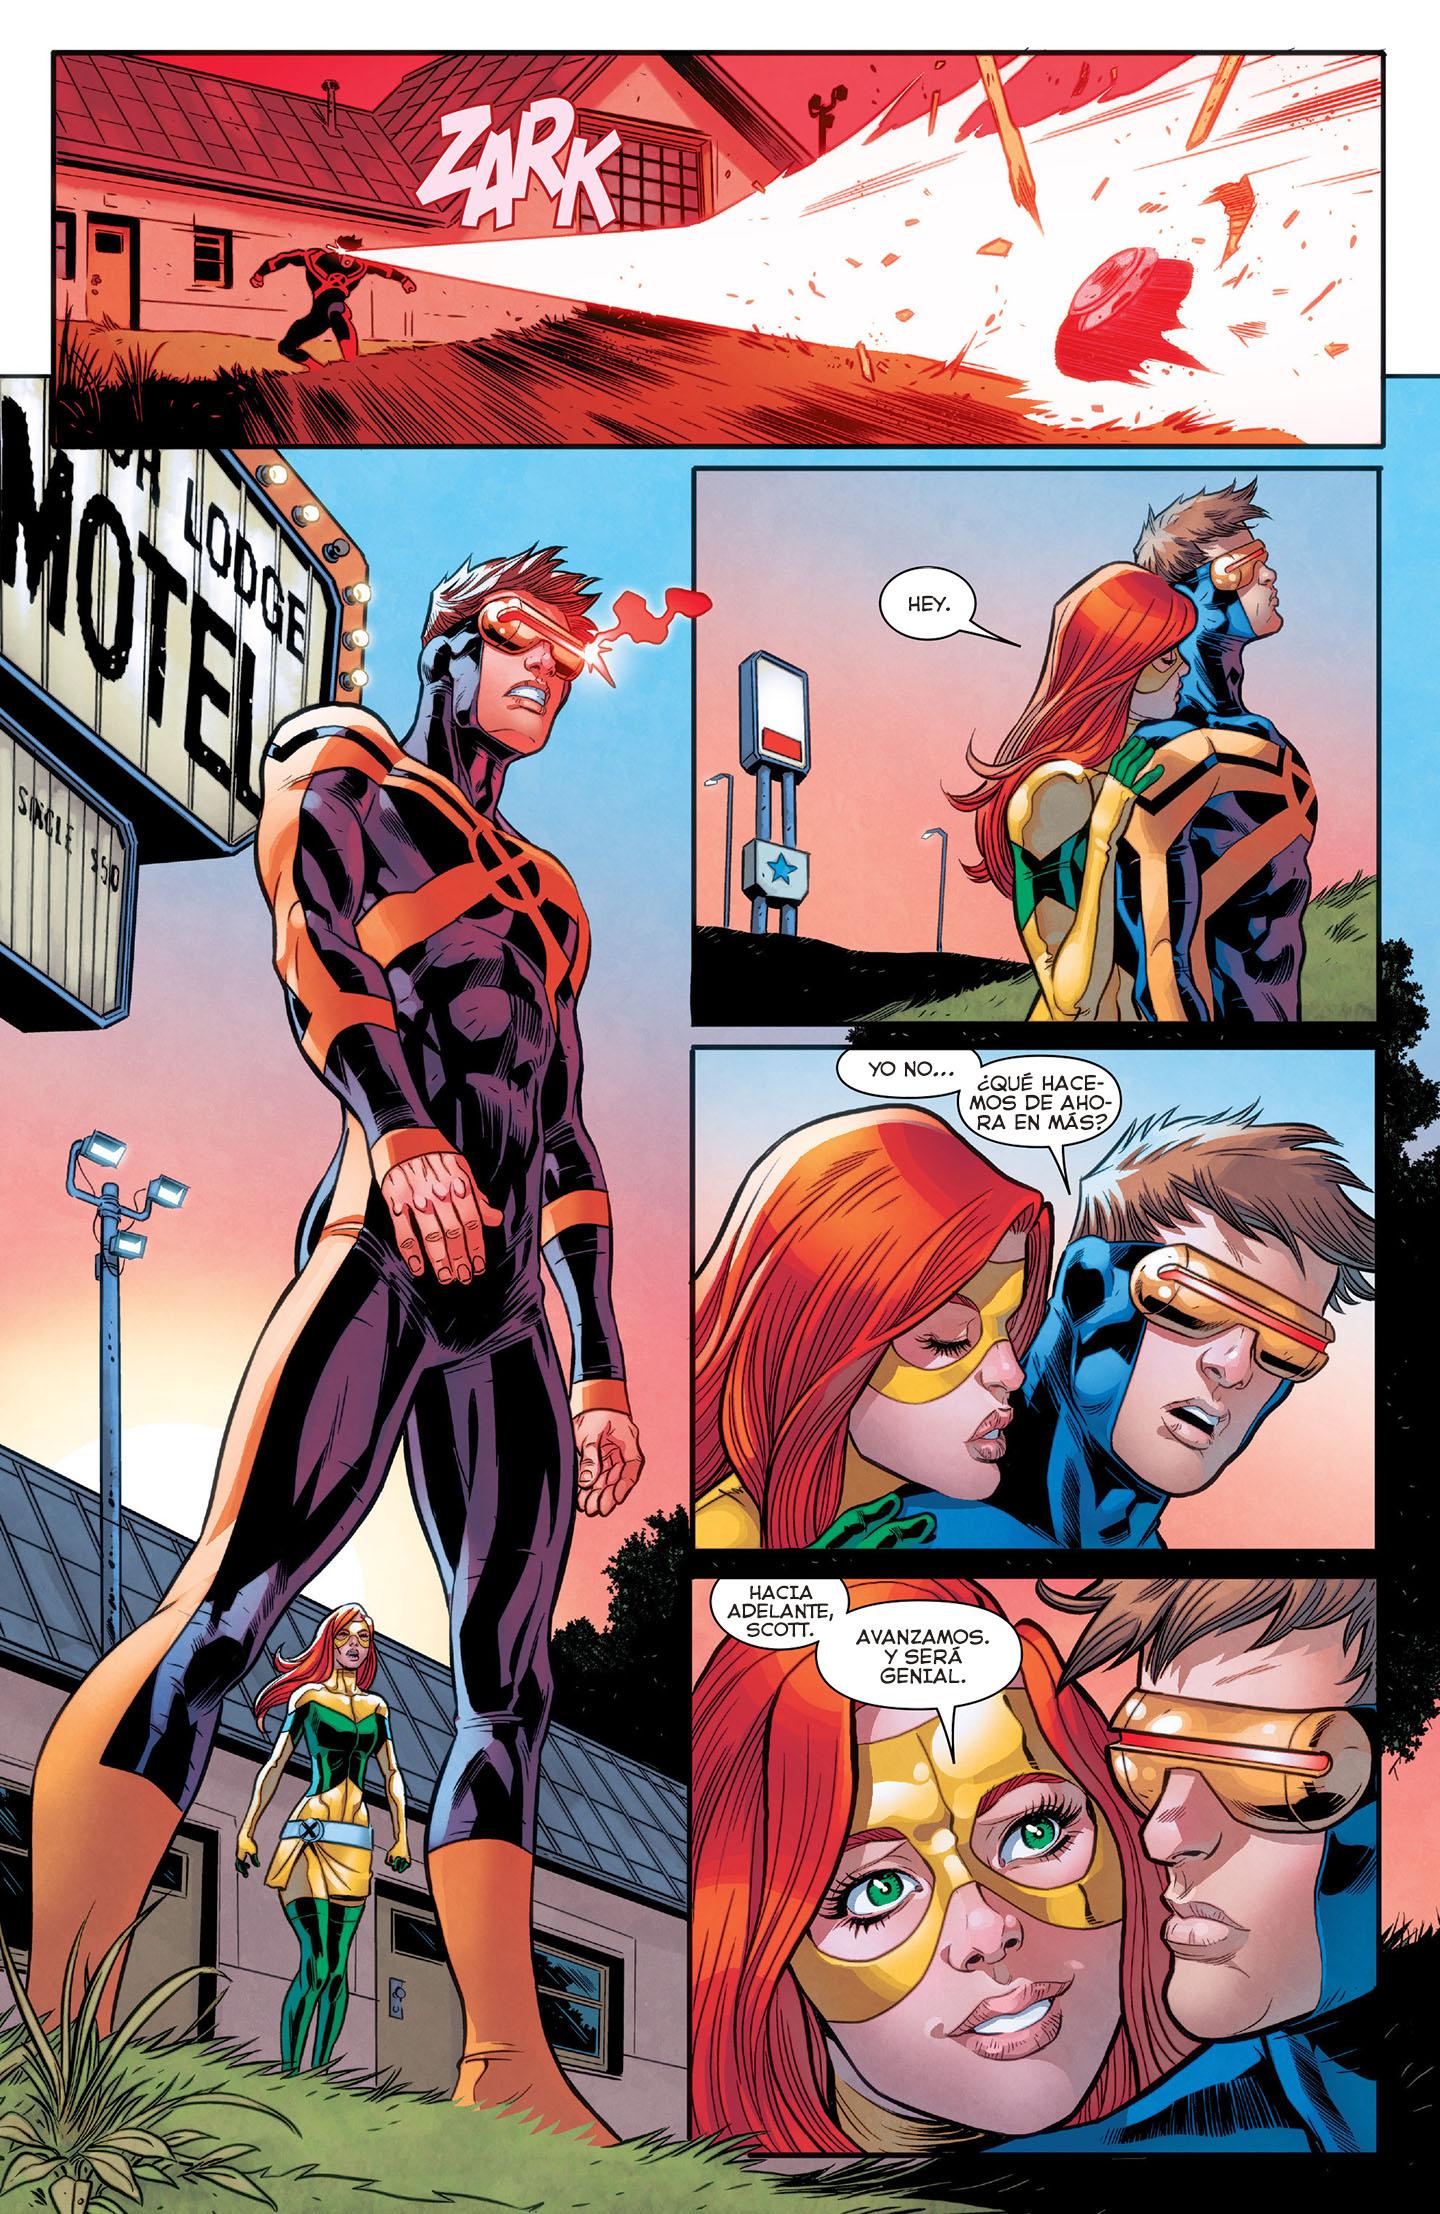 ZARK
LODGE
MOTEL
SINGLE $50
HEY.
YO NO...
¿QUÉ HACE-
MOS DE AHO-
RA EN MÁS?
HACIA
ADELANTE,
SCOTT.
AVANZAMOS.
Y SERÁ
GENIAL.